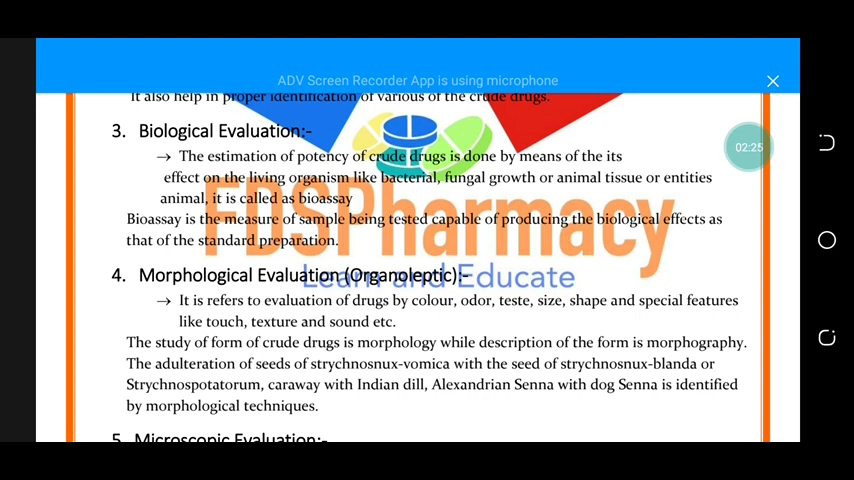 ADV Screen Recorder App is using microphone
It also help in proper identification of various of the crude drugs.
3. Biological Evaluation:-
02:25
→ The estimation of potency of crude drugs is done by means of the its
effect on the living organism like bacterial, fungal growth or animal tissue or entities
animal, it is called as bioassay
FDSPharmacy
Bioassay is the measure of sample being tested capable of producing the biological effects as
that of the standard preparation.
4. Morphological Evaluation (Organoleptic):-
Learn and Educate
→ It is refers to evaluation of drugs by colour, odor, teste, size, shape and special features
like touch, texture and sound etc.
The study of form of crude drugs is morphology while description of the form is morphography.
The adulteration of seeds of strychnosnux-vomica with the seed of strychnosnux-blanda or
Strychnospotatorum, caraway with Indian dill, Alexandrian Senna with dog Senna is identified
by morphological techniques.
5. Microscopic Evaluation:-